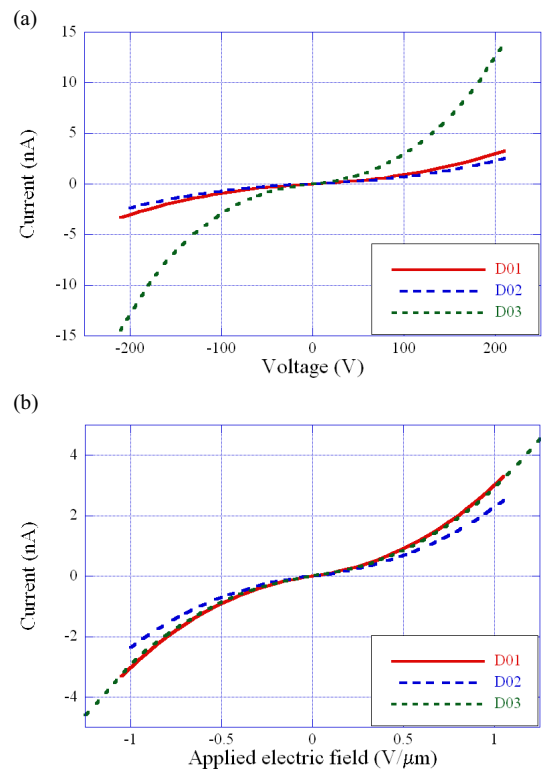 (a)
15
10
5
0
-5
-10
-15
Current (nA)
D01
D02
D03
-200 -100 0 100 200
Voltage (V)
(b)
4
2
0
-2
-4
Current (nA)
D01
D02
D03
-1 -0.5 0 0.5 1
Applied electric field (V/μm)